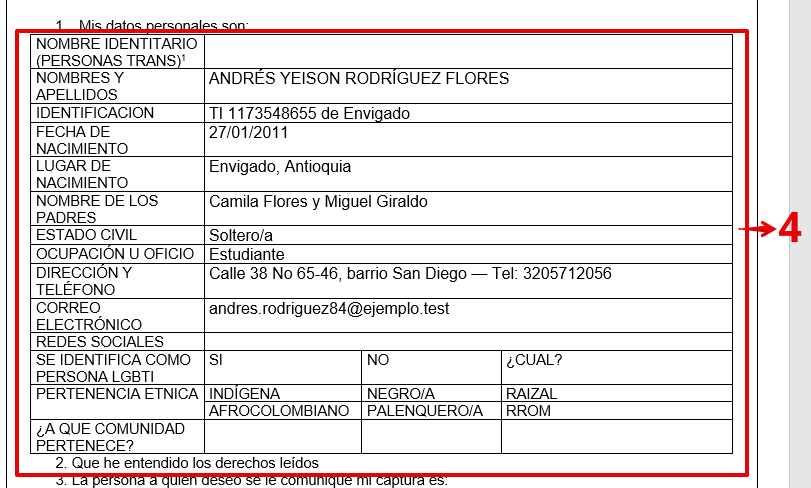 1. Mis datos personales son:
NOMBRE IDENTITARIO
(PERSONAS TRANS)¹
NOMBRES Y
APELLIDOS
ANDRÉS YEISON RODRÍGUEZ FLORES
IDENTIFICACION
TI 1173548655 de Envigado
FECHA DE
NACIMIENTO
27/01/2011
LUGAR DE
NACIMIENTO
Envigado, Antioquia
NOMBRE DE LOS
PADRES
Camila Flores y Miguel Giraldo
ESTADO CIVIL
Soltero/a
OCUPACIÓN U OFICIO
Estudiante
DIRECCIÓN Y
TELÉFONO
Calle 38 No 65-46, barrio San Diego — Tel: 3205712056
CORREO
ELECTRÓNICO
andres.rodriguez84@ejemplo.test
REDES SOCIALES
SE IDENTIFICA COMO
PERSONA LGBTI
SI
NO
¿CUAL?
PERTENENCIA ETNICA
INDÍGENA
NEGRO/A
RAIZAL
AFROCOLOMBIANO
PALENQUERO/A
RROM
¿A QUE COMUNIDAD
PERTENECE?
2. Que he entendido los derechos leídos
3. La persona a quien deseo se le comunique mi captura es:
4